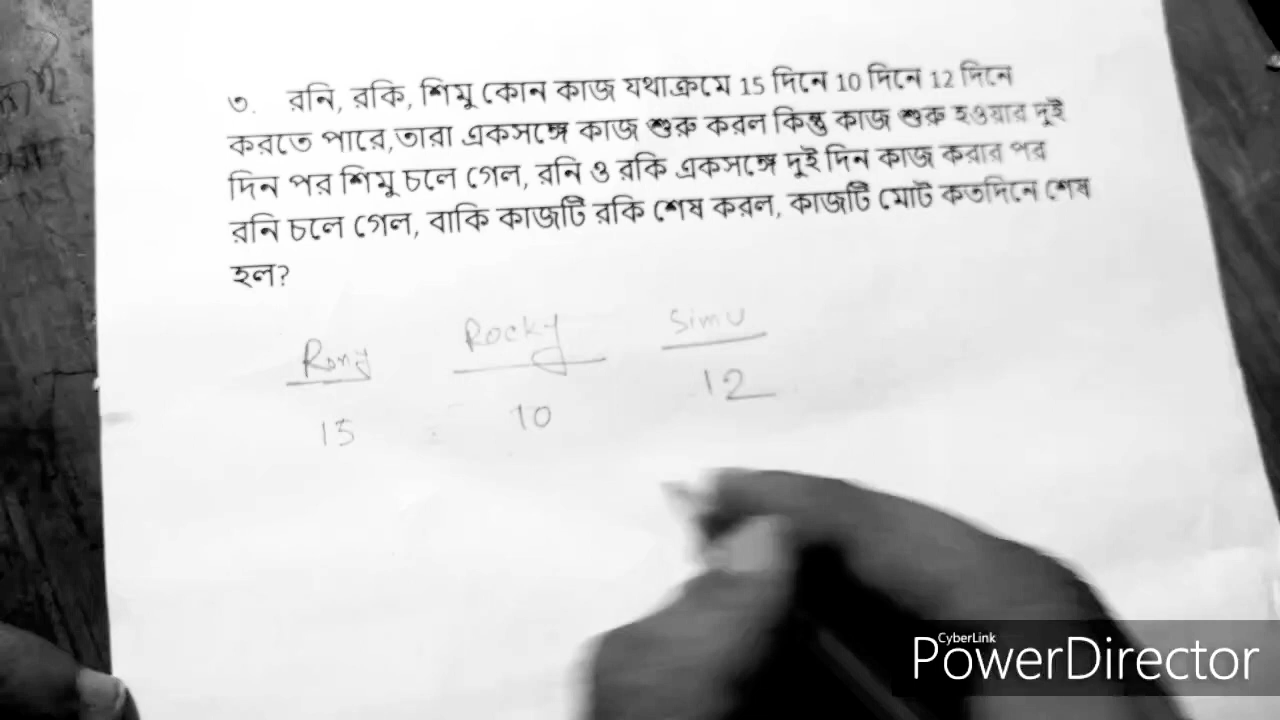 ৩. রনি, রকি, শিমু কোন কাজ যথাক্রমে 15 দিনে 10 দিনে 12 দিনে
করতে পারে,তারা একসঙ্গে কাজ শুরু করল কিন্তু কাজ শুরু হওয়ার দুই
দিন পর শিমু চলে গেল, রনি ও রকি একসঙ্গে দুই দিন কাজ করার পর
রনি চলে গেল, বাকি কাজটি রকি শেষ করল, কাজটি মোট কতদিনে শেষ
হল?
Rony Rocky Simu
15 10 12
CyberLink
PowerDirector